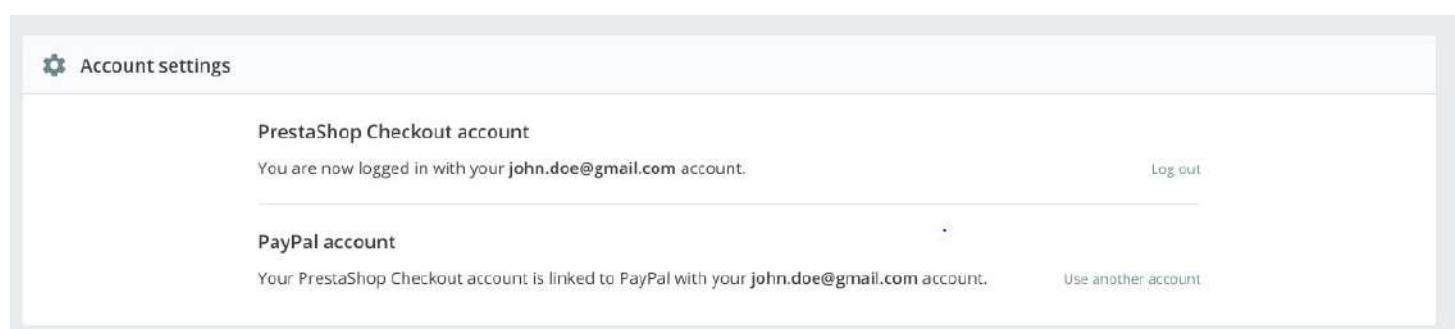 Account settings
PrestaShop Checkout account
You are now logged in with your john.doe@gmail.com account.
Log out
PayPal account
Your PrestaShop Checkout account is linked to PayPal with your john.doe@gmail.com account.
Use another account